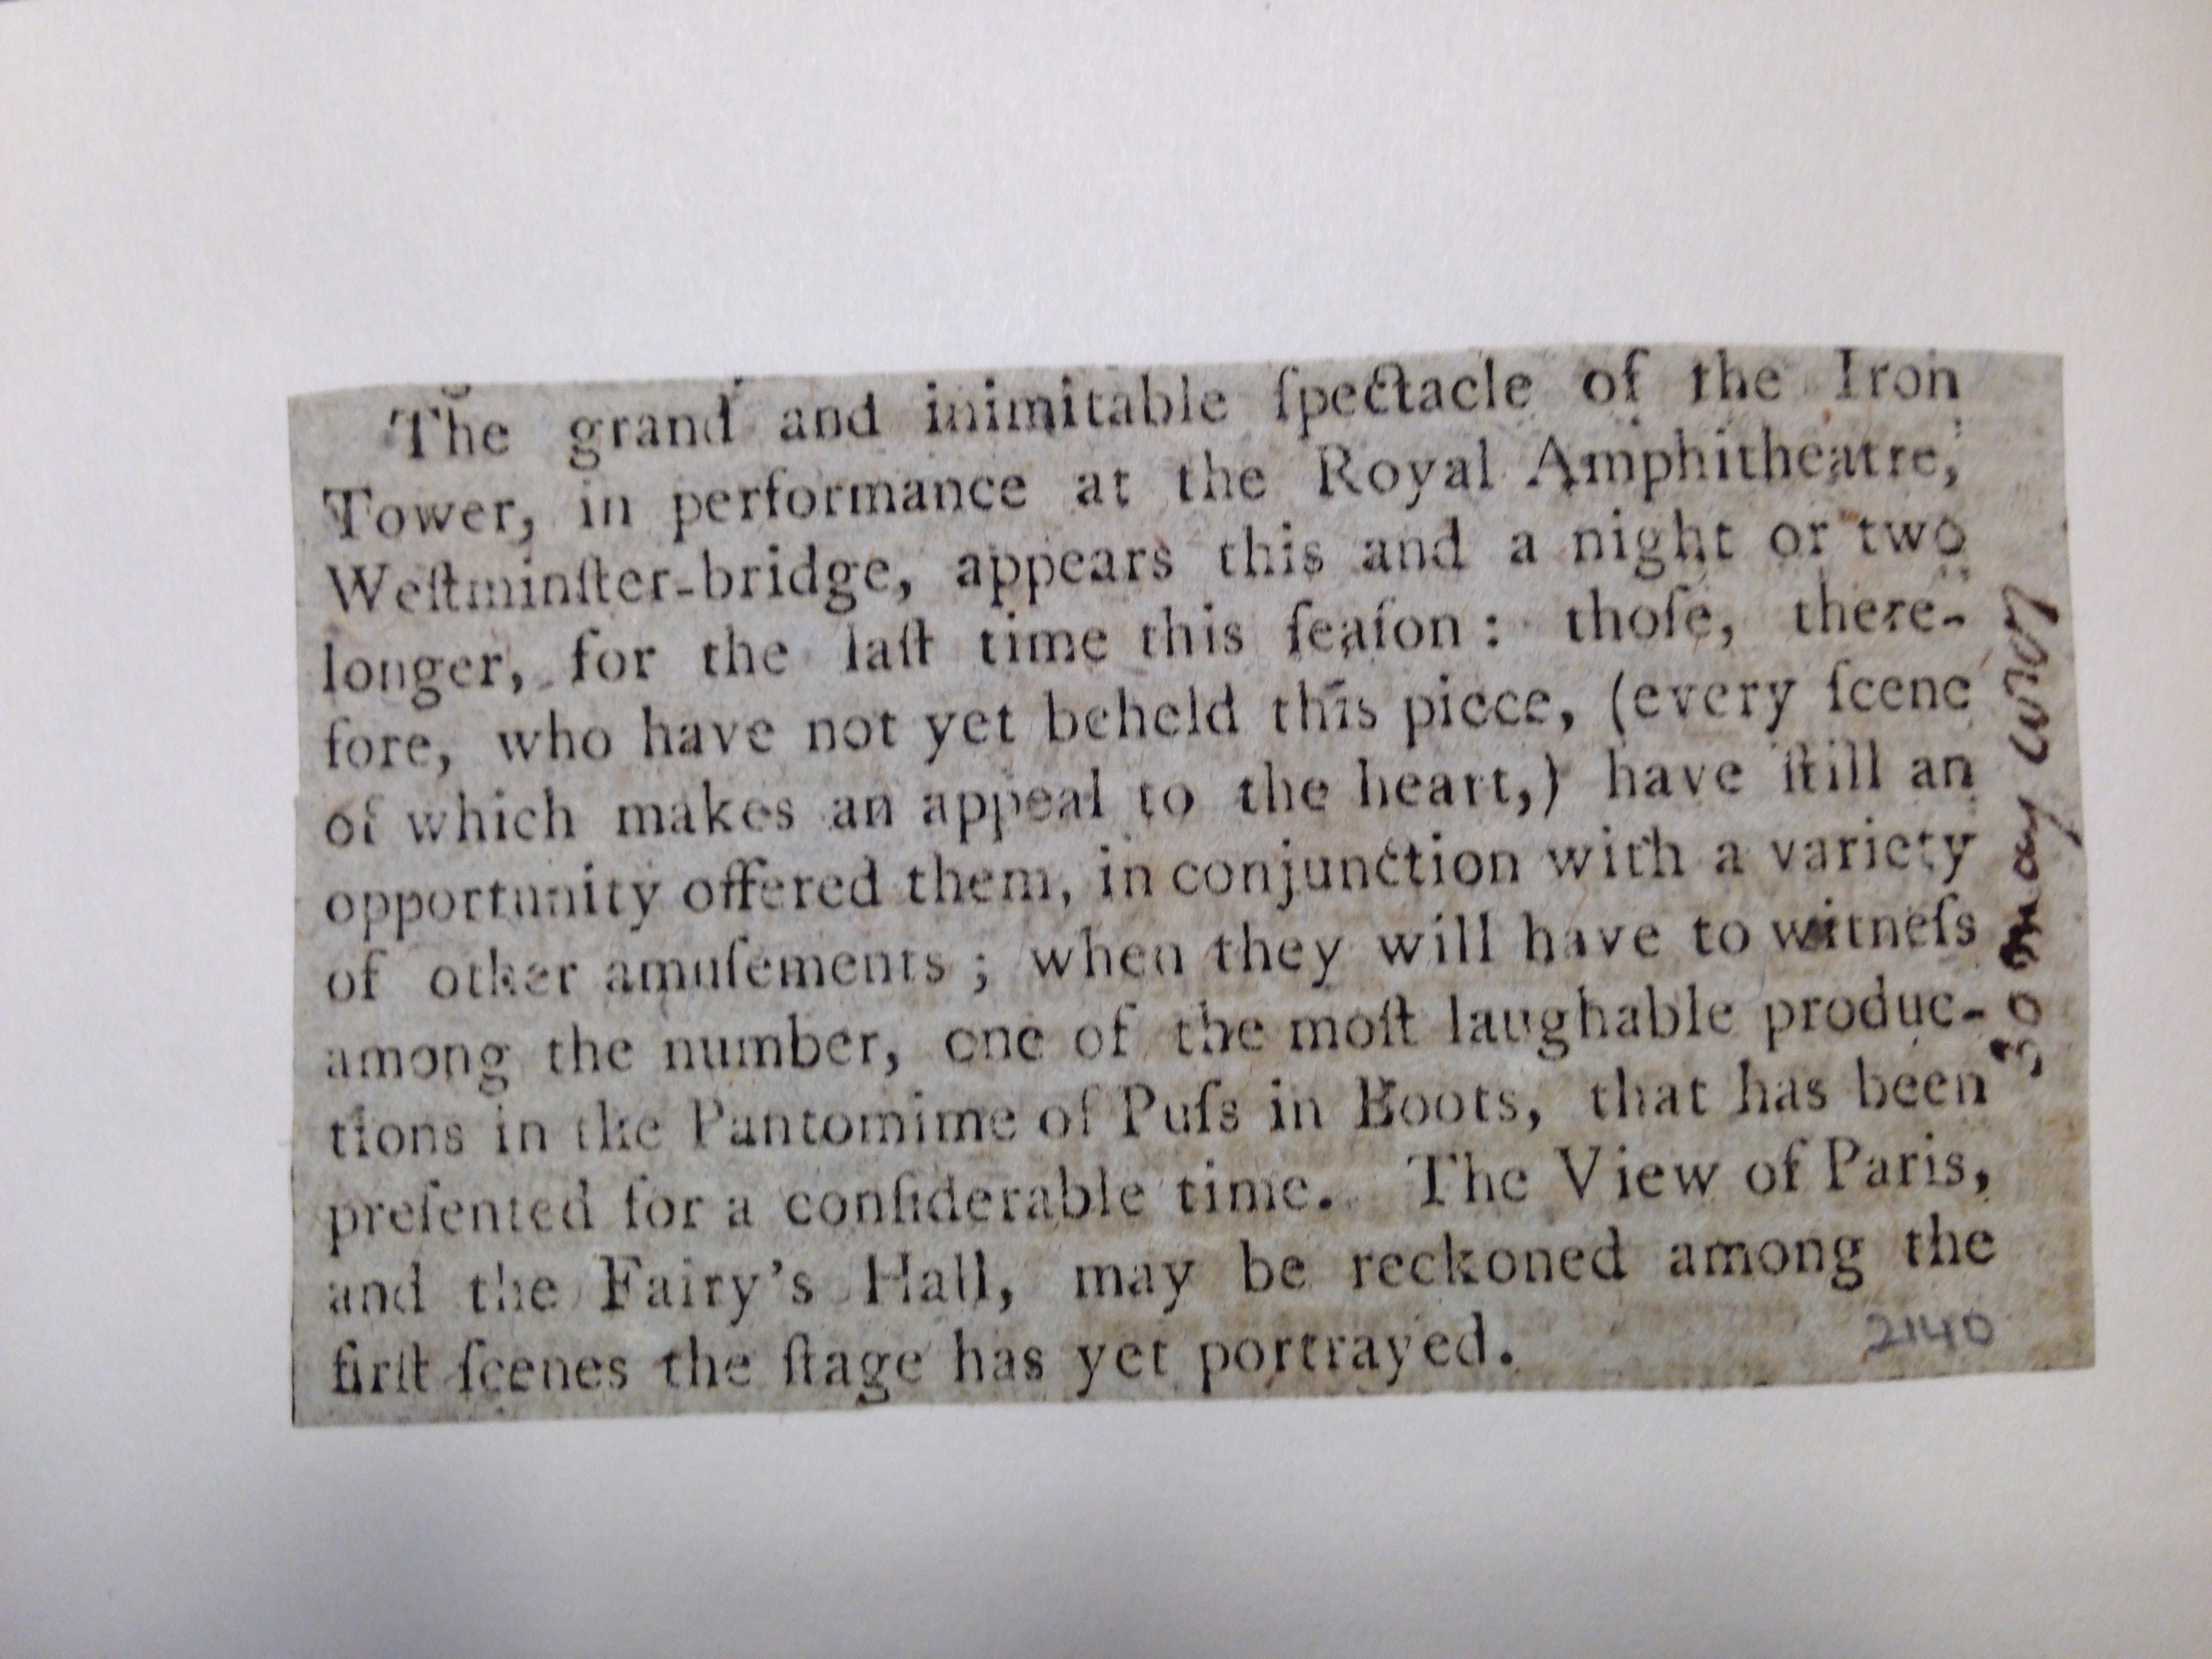 The grand and inimitable ſpectacle of the Iron
Tower, in performance at the Royal Amphitheatre,
Weſtminſter-bridge, appears this and a night or two
longer, for the laſt time this ſeaſon: thoſe, there-
fore, who have not yet beheld this piece, (every ſcene
of which makes an appeal to the heart,) have ſtill an
opportunity offered them, in conjunction with a variety
of other amuſements; when they will have to witneſs
among the number, one of the moſt laughable produc-
tions in the Pantomime of Puſs in Boots, that has been
preſented for a conſiderable time. The View of Paris,
and the Fairy's Hall, may be reckoned among the
firſt ſcenes the ſtage has yet portrayed.
30 May
2140